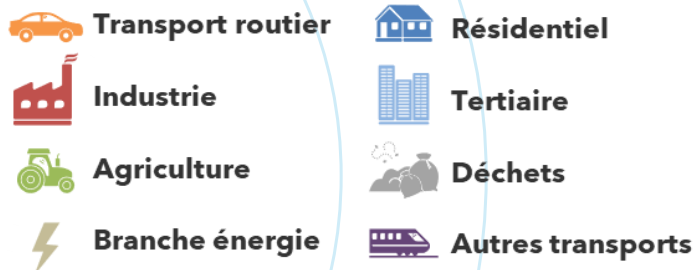 Transport routier
Industrie
Agriculture
Branche énergie
Résidentiel
Tertiaire
Déchets
Autres transports